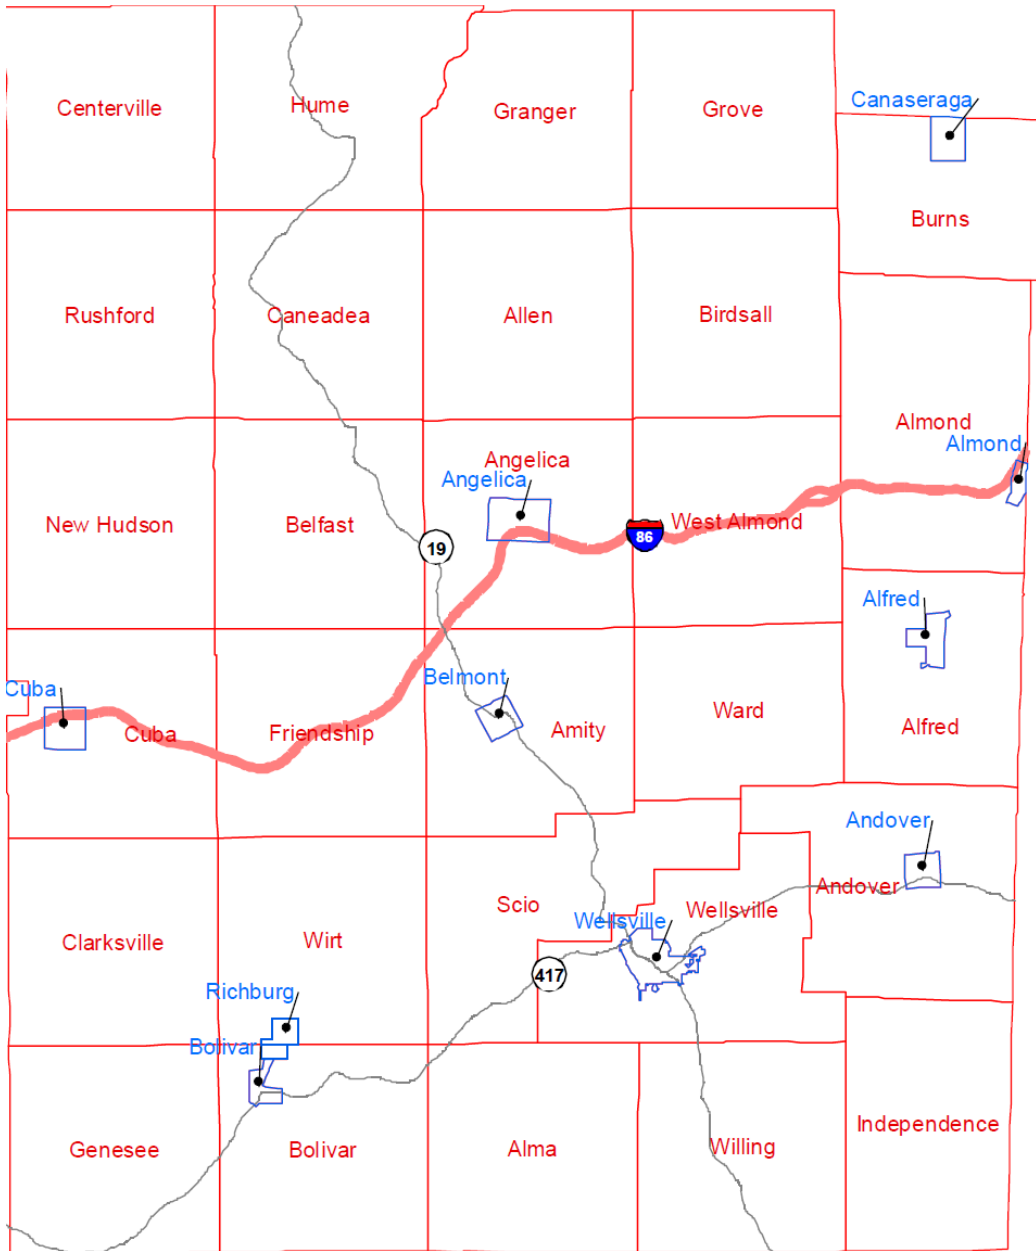 Canaseraga
Centerville
Hume
Granger
Grove
Burns
Rushford
Caneadea
Allen
Birdsall
Almond
Almond
Angelica
Angelica
New Hudson
Belfast
19
86
West Almond
Alfred
Belmont
Cuba
Cuba
Friendship
Amity
Ward
Alfred
Andover
Andover
Scio
Wellsville
Wellsville
Clarksville
Wirt
417
Richburg
Bolivar
Genesee
Bolivar
Alma
Willing
Independence